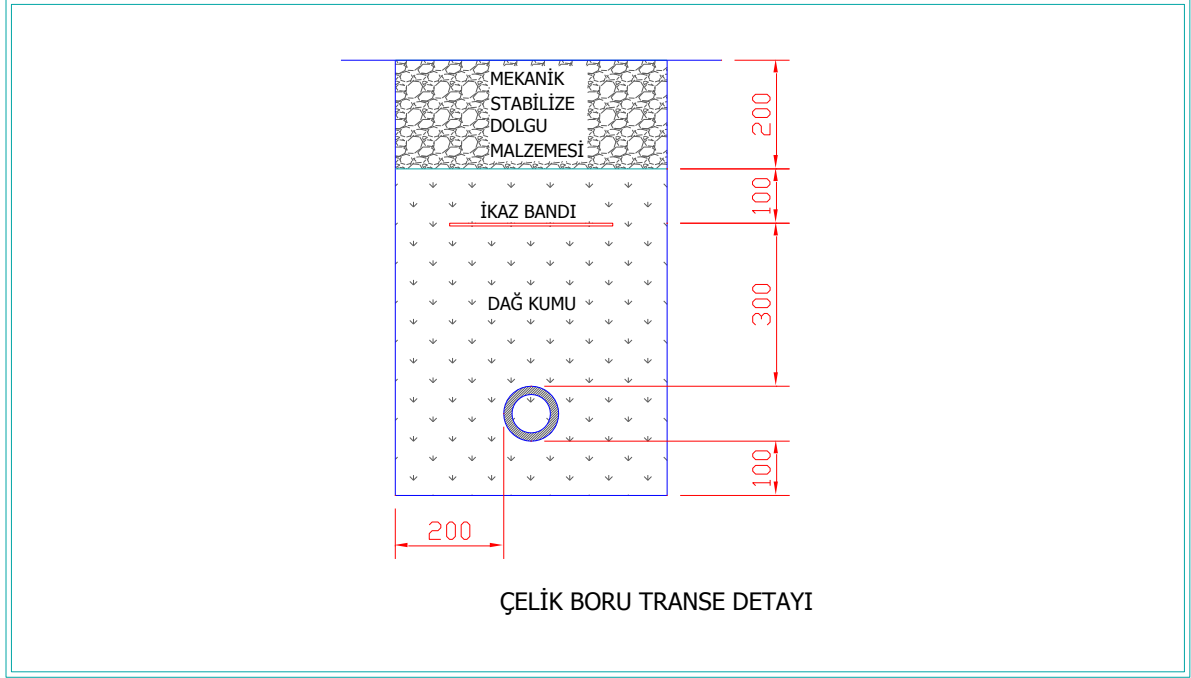 MEKANİK
STABİLİZE
DOLGU
MALZEMESİ
200
100
İKAZ BANDI
300
DAĞ KUMU
100
200
ÇELİK BORU TRANSE DETAYI